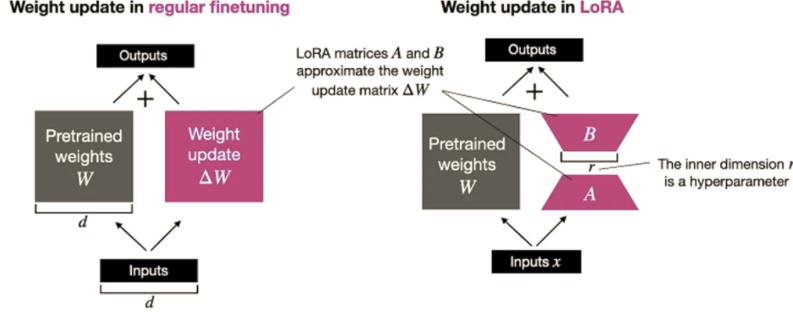 Weight update in regular finetuning
Outputs
+
Pretrained
weights
W
Weight
update
ΔW
d
Inputs
d
LoRA matrices A and B
approximate the weight
update matrix ΔW
Weight update in LoRA
Outputs
+
Pretrained
weights
W
B
r
A
The inner dimension r
is a hyperparameter
Inputs x